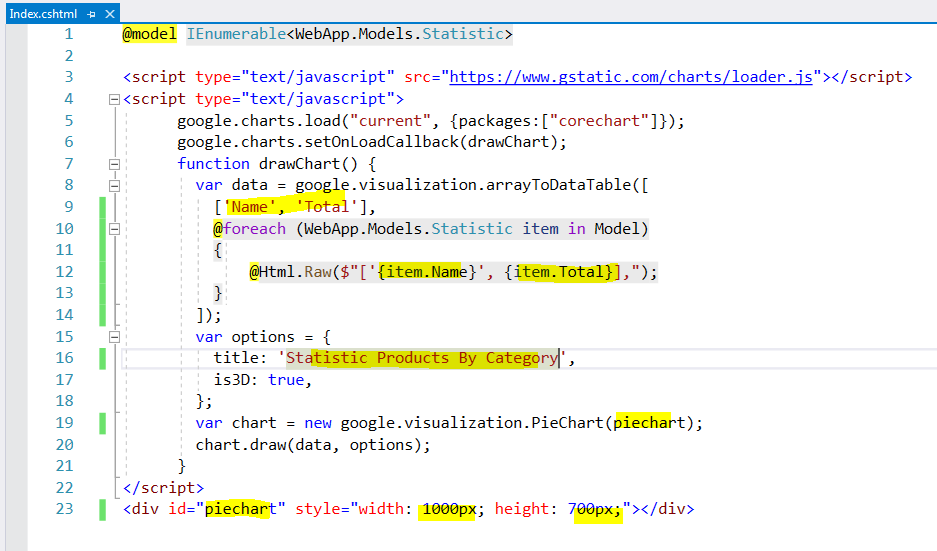 Index.cshtml
1 @model IEnumerable<WebApp.Models.Statistic>
2
3 <script type="text/javascript" src="https://www.gstatic.com/charts/loader.js"></script>
4 <script type="text/javascript">
5 google.charts.load("current", {packages:["corechart"]});
6 google.charts.setOnLoadCallback(drawChart);
7 function drawChart() {
8 var data = google.visualization.arrayToDataTable([
9 ['Name', 'Total'],
10 @foreach (WebApp.Models.Statistic item in Model)
11 {
12 @Html.Raw($"['{item.Name}', {item.Total}],");
13 }
14 ]);
15 var options = {
16 title: 'Statistic Products By Category',
17 is3D: true,
18 };
19 var chart = new google.visualization.PieChart(piechart);
20 chart.draw(data, options);
21 }
22 </script>
23 <div id="piechart" style="width: 1000px; height: 700px;"></div>